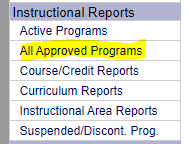 Instructional Reports
Active Programs
All Approved Programs
Course/Credit Reports
Curriculum Reports
Instructional Area Reports
Suspended/Discont. Prog.